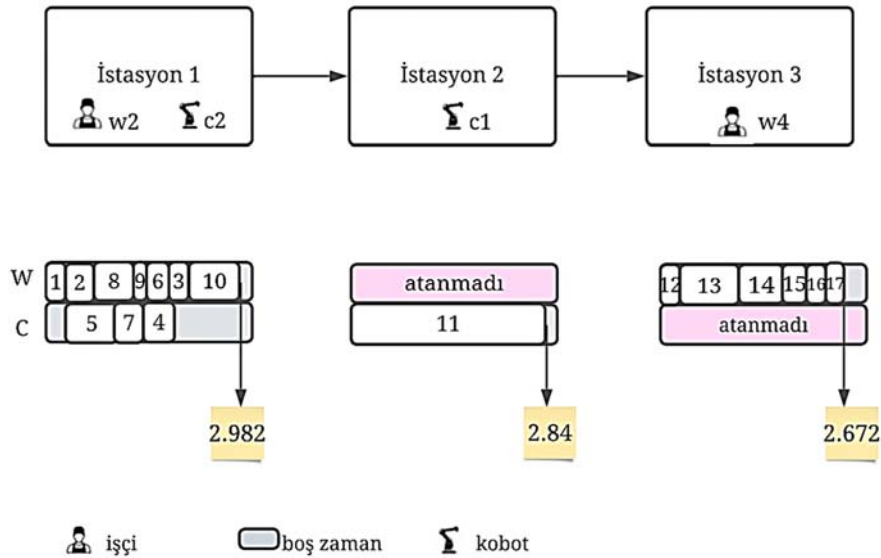 İstasyon 1
İstasyon 2
İstasyon 3
w2
c2
c1
w4
W
1 2 8 9 6 3 10
atanmadı
12 13 14 15 16 17
C
5 7 4
11
atanmadı
2.982
2.84
2.672
işçi
boş zaman
kobot